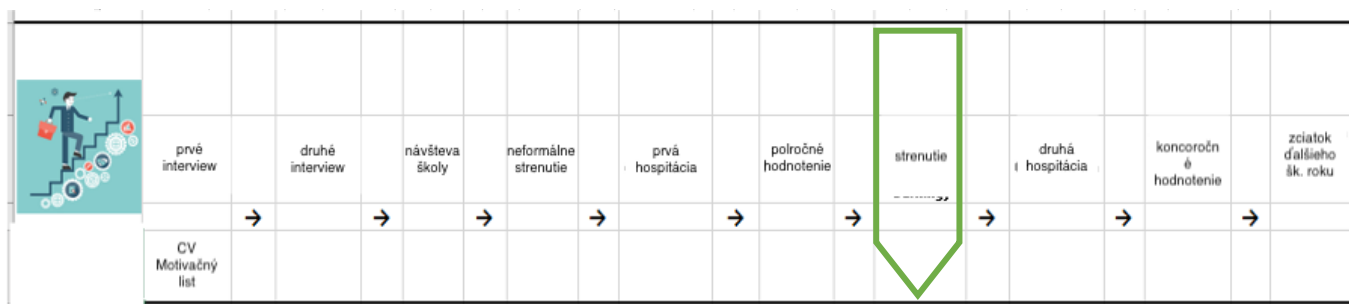 prvé
interview
druhé
interview
návšteva
školy
neformálne
strenutie
prvá
hospitácia
polročné
hodnotenie
strenutie
druhá
hospitácia
koncoročn
é
hodnotenie
zciatok
ďalšieho
šk. roku
→ → → → → → → → →
CV
Motivačný
list